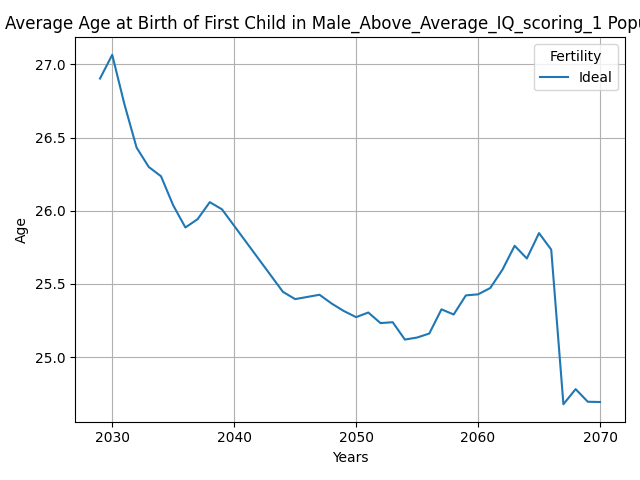 Average Age at Birth of First Child in Male_Above_Average_IQ_scoring_1
Fertility
Ideal
27.0
26.5
26.0
25.5
25.0
Age
2030 2040 2050 2060 2070
Years